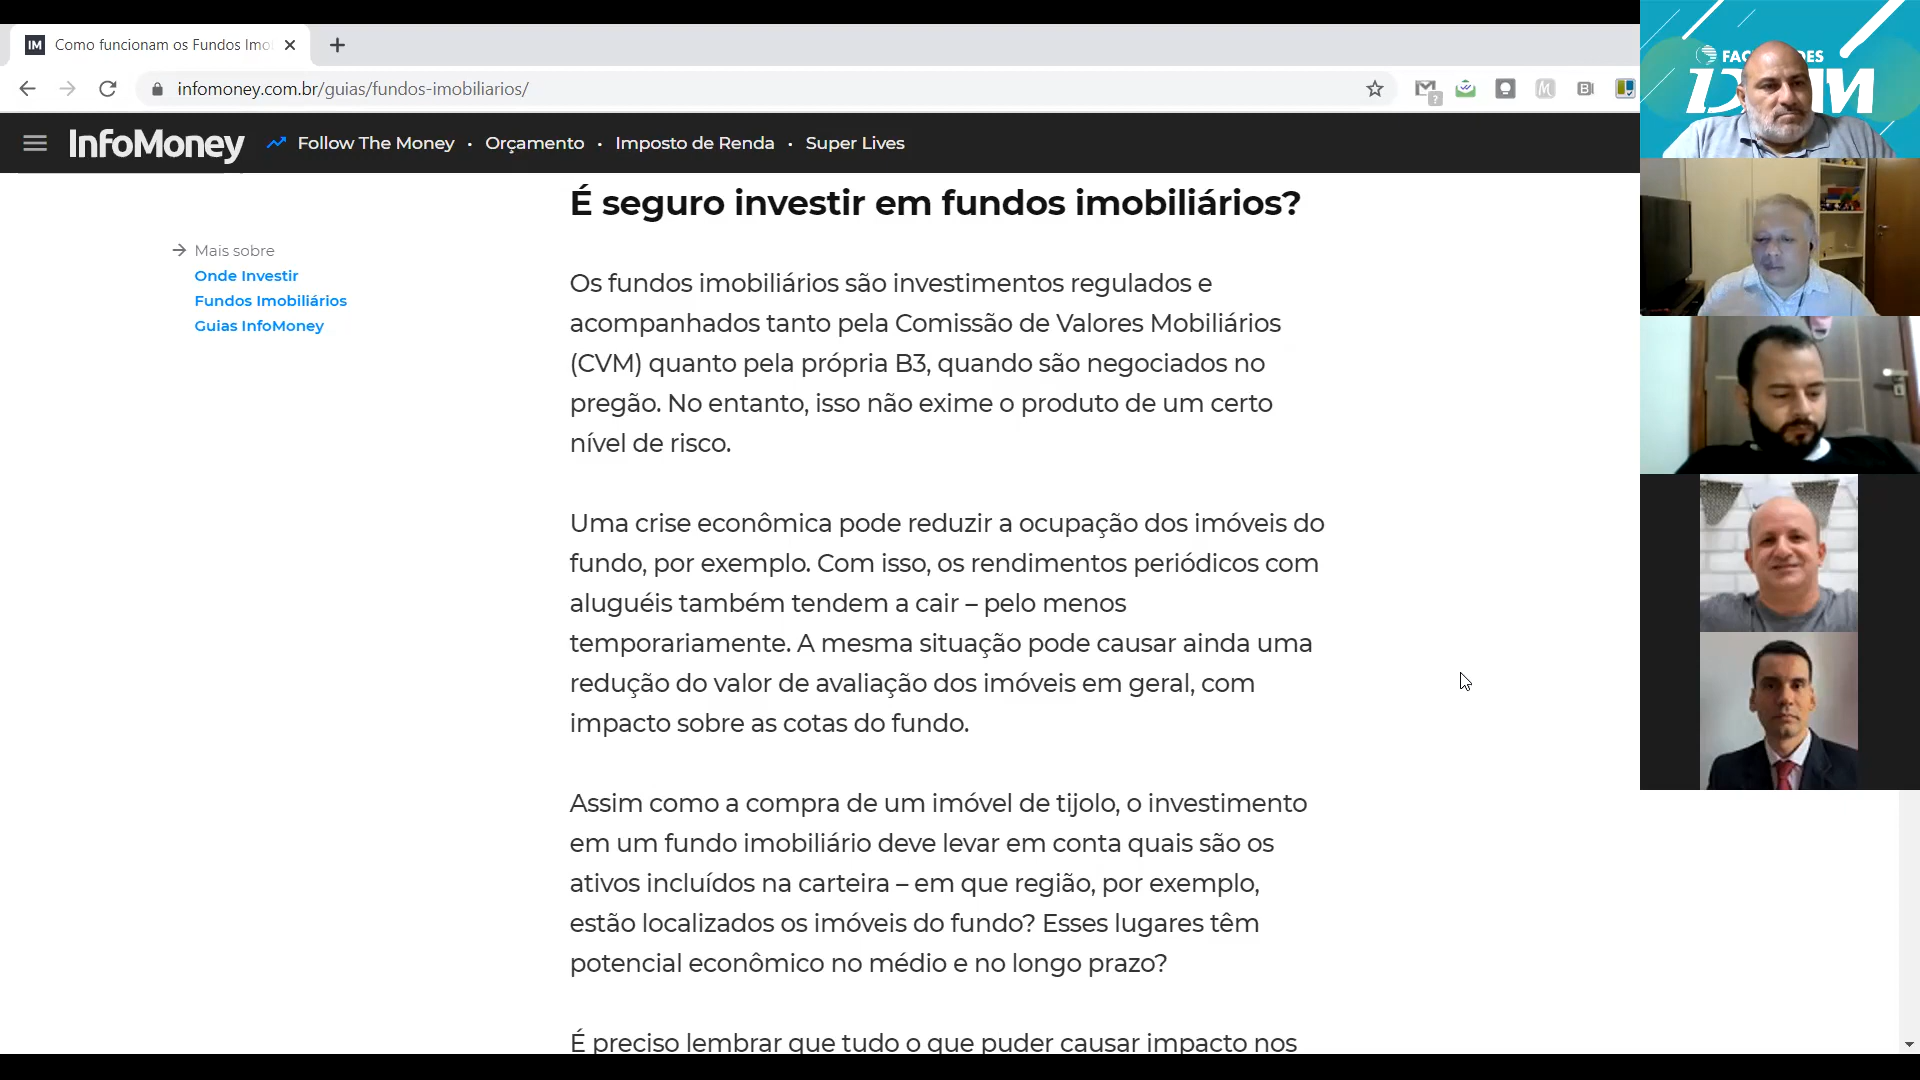 IM Como funcionam os Fundos Imo
infomoney.com.br/guias/fundos-imobiliarios/
InfoMoney Follow The Money • Orçamento • Imposto de Renda • Super Lives
É seguro investir em fundos imobiliários?
Mais sobre
Onde Investir
Fundos Imobiliários
Guias InfoMoney
Os fundos imobiliários são investimentos regulados e
acompanhados tanto pela Comissão de Valores Mobiliários
(CVM) quanto pela própria B3, quando são negociados no
pregão. No entanto, isso não exime o produto de um certo
nível de risco.
Uma crise econômica pode reduzir a ocupação dos imóveis do
fundo, por exemplo. Com isso, os rendimentos periódicos com
aluguéis também tendem a cair – pelo menos
temporariamente. A mesma situação pode causar ainda uma
redução do valor de avaliação dos imóveis em geral, com
impacto sobre as cotas do fundo.
Assim como a compra de um imóvel de tijolo, o investimento
em um fundo imobiliário deve levar em conta quais são os
ativos incluídos na carteira – em que região, por exemplo,
estão localizados os imóveis do fundo? Esses lugares têm
potencial econômico no médio e no longo prazo?
É preciso lembrar que tudo o que puder causar impacto nos